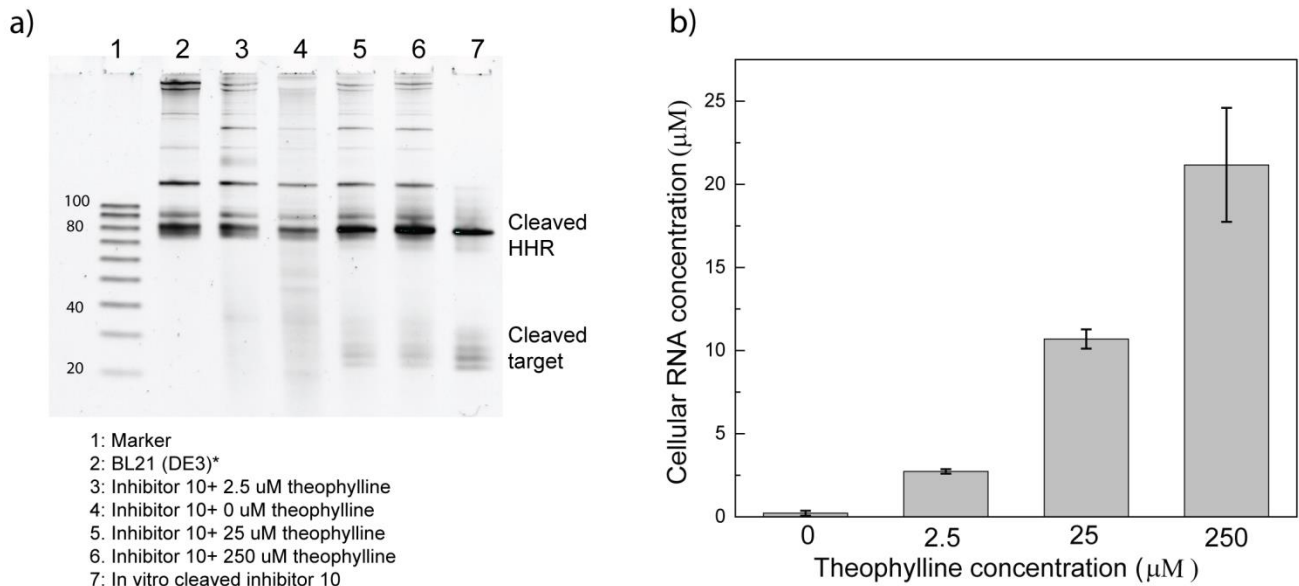 a)
1 2 3 4 5 6 7
100
80
40
20
Cleaved
HHR
Cleaved
target
1: Marker
2: BL21 (DE3)*
3: Inhibitor 10+ 2.5 uM theophylline
4: Inhibitor 10+ 0 uM theophylline
5: Inhibitor 10+ 25 uM theophylline
6: Inhibitor 10+ 250 uM theophylline
7: In vitro cleaved inhibitor 10
b)
Cellular RNA concentration (μM)
25
20
15
10
5
0
0 2.5 25 250
Theophylline concentration (μM)